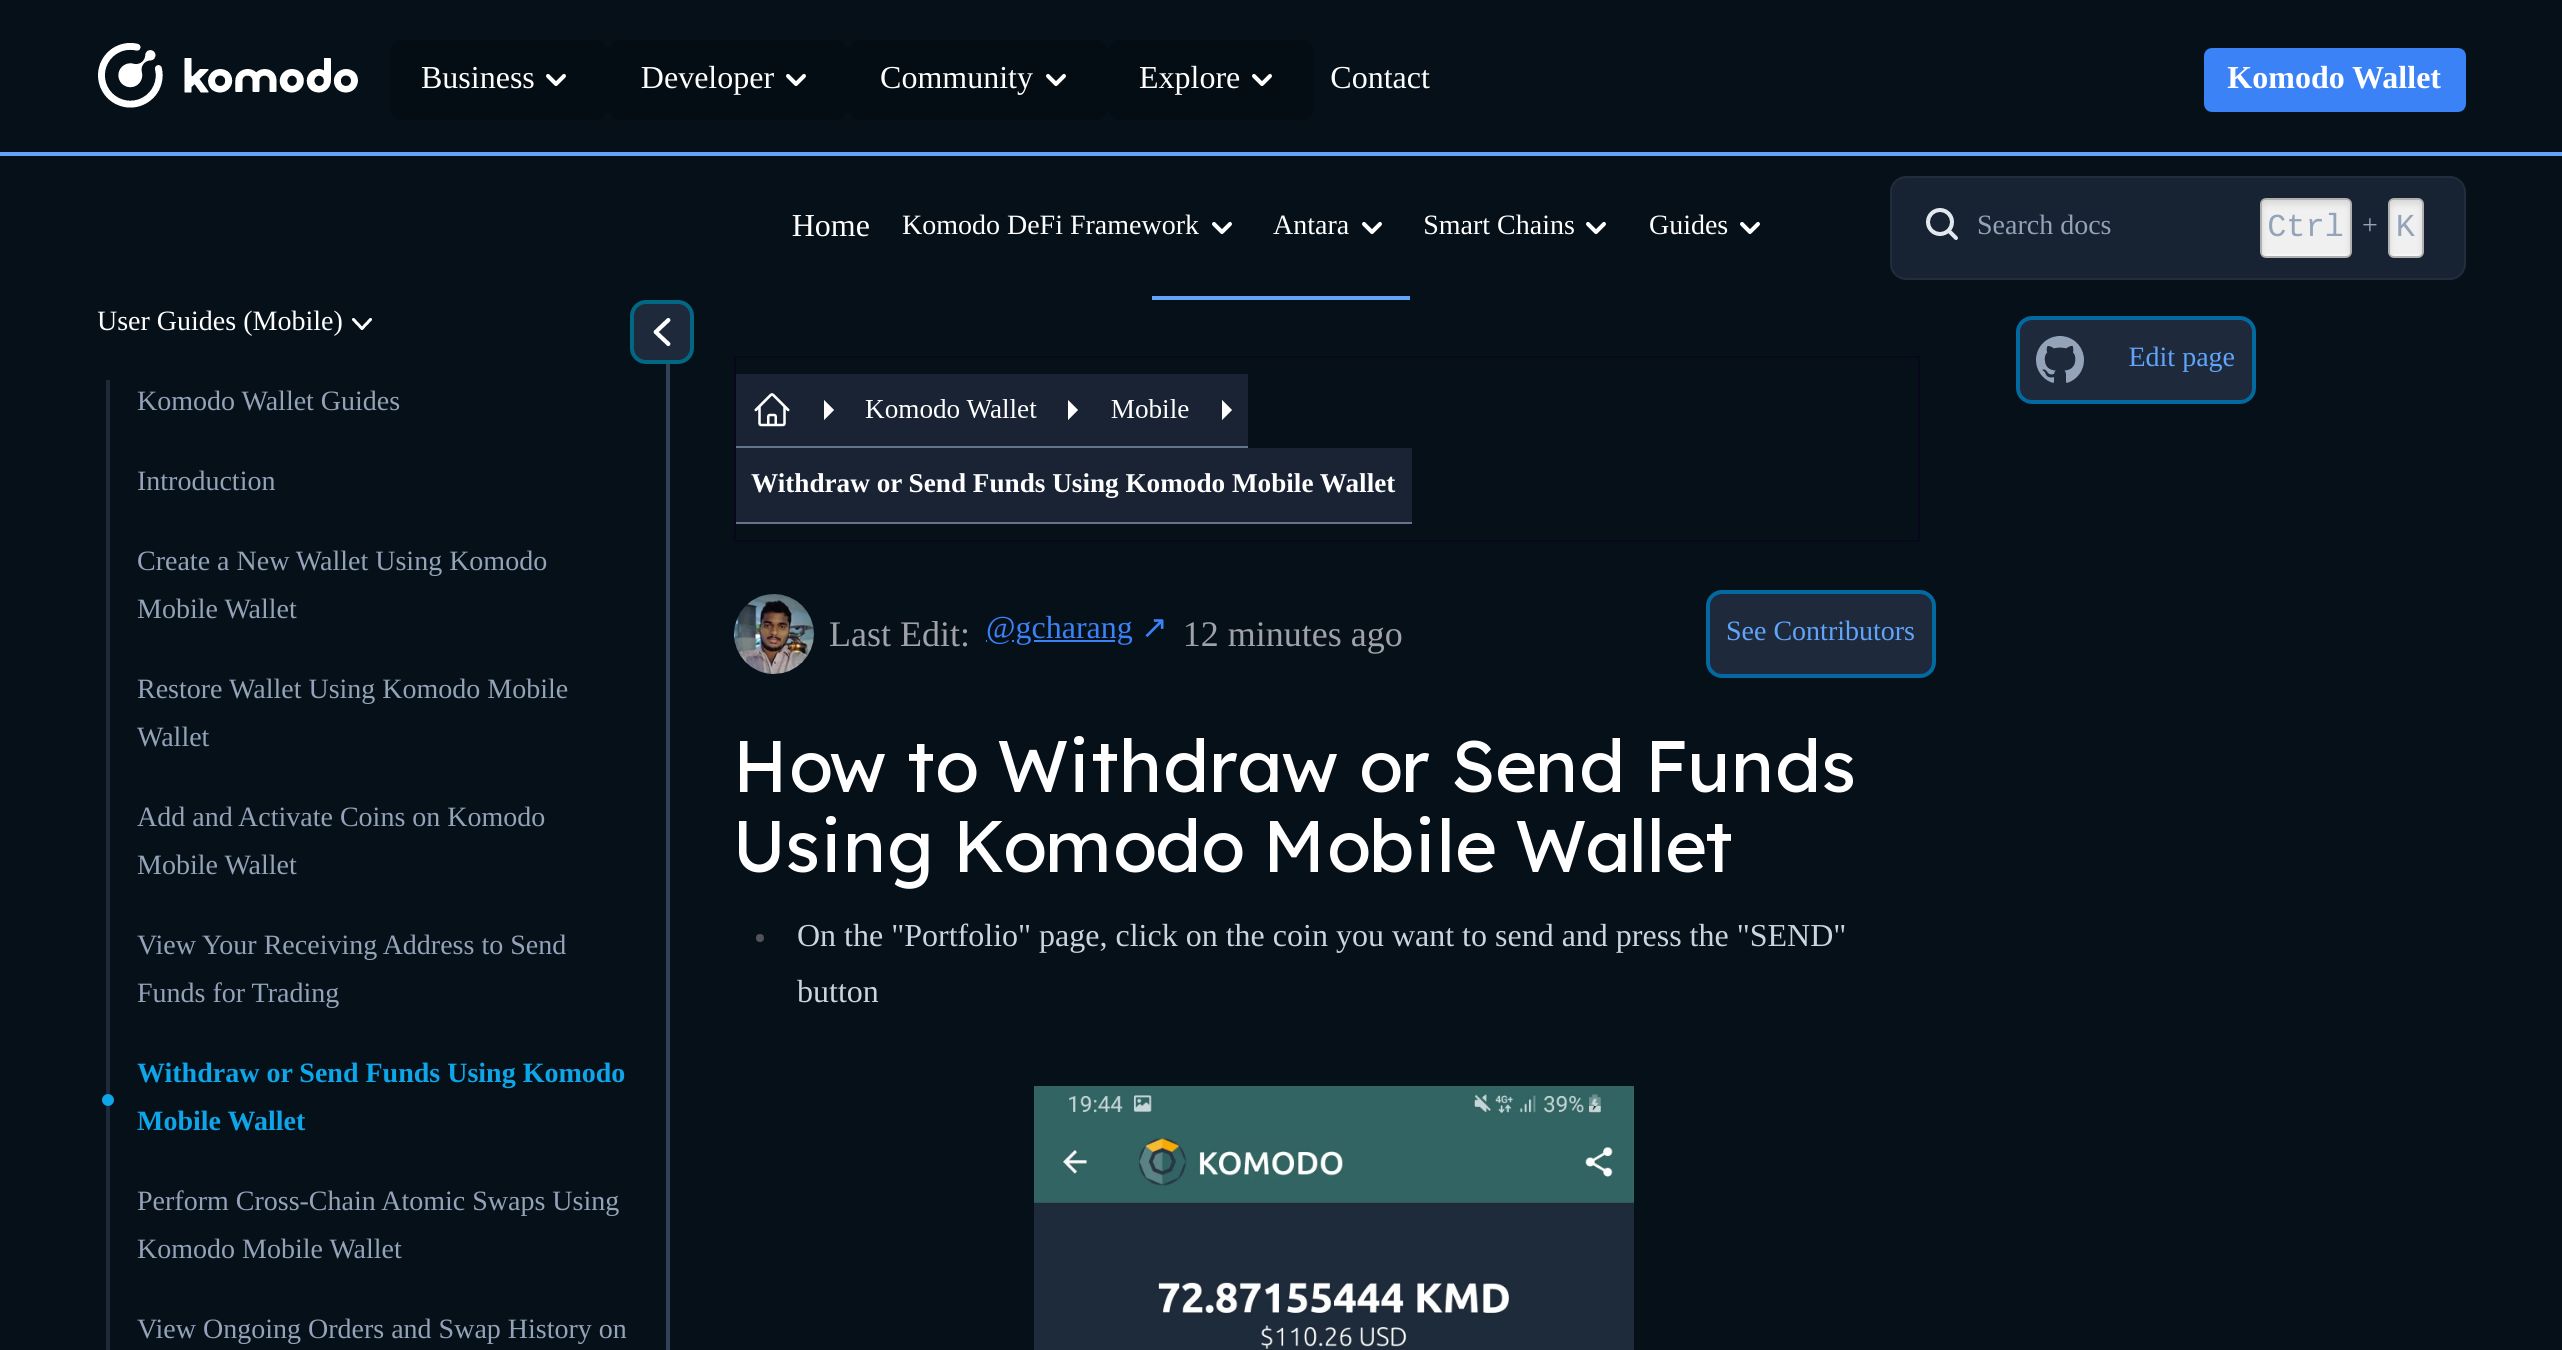 komodo
Business
Developer
Community
Explore
Contact
Komodo Wallet
Home
Komodo DeFi Framework
Antara
Smart Chains
Guides
Search docs
Ctrl + K
User Guides (Mobile)
Komodo Wallet Guides
Introduction
Create a New Wallet Using Komodo
Mobile Wallet
Restore Wallet Using Komodo Mobile
Wallet
Add and Activate Coins on Komodo
Mobile Wallet
View Your Receiving Address to Send
Funds for Trading
Withdraw or Send Funds Using Komodo
Mobile Wallet
Perform Cross-Chain Atomic Swaps Using
Komodo Mobile Wallet
View Ongoing Orders and Swap History on
Komodo Wallet
Mobile
Withdraw or Send Funds Using Komodo Mobile Wallet
Edit page
Last Edit: @gcharang ↗ 12 minutes ago
See Contributors
How to Withdraw or Send Funds
Using Komodo Mobile Wallet
On the "Portfolio" page, click on the coin you want to send and press the "SEND"
button
19:44
4G+
39%
KOMODO
72.87155444 KMD
$110.26 USD